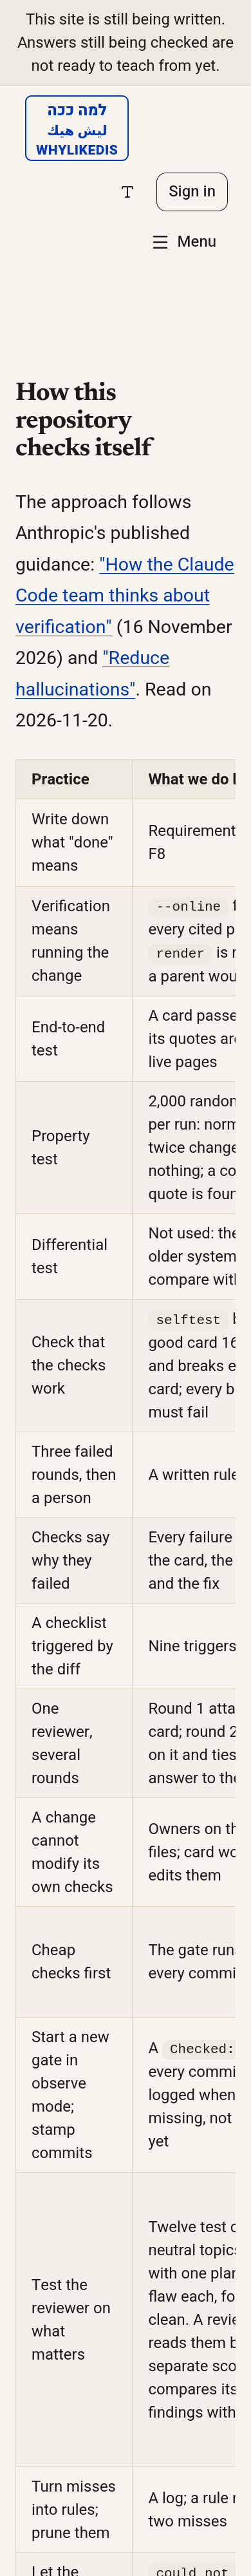 This site is still being written.
Answers still being checked are
not ready to teach from yet.
למה ככה
ليش هيك
WHYLIKEDIS
Sign in
Menu
How this
repository
checks itself
The approach follows
Anthropic's published
guidance: "How the Claude
Code team thinks about
verification" (16 November
2026) and "Reduce
hallucinations". Read on
2026-11-20.
Practice
What we do
Write down
what "done"
means
Requirement
F8
Verification
means
running the
change
--online
every cited
render is
a parent wou
End-to-end
test
A card passe
its quotes
live pages
Property
test
2,000 random
per run: norm
twice change
nothing; a
quote is foun
Differential
test
Not used: the
older system
compare with
Check that
the checks
work
selftest
good card 16
and breaks
card; every
must fail
Three failed
rounds, then
a person
A written rule
Checks say
why they
failed
Every failure
the card, the
and the fix
A checklist
triggered by
the diff
Nine triggers
One
reviewer,
several
rounds
Round 1 atta
card; round 2
on it and ties
answer to the
A change
cannot
modify its
own checks
Owners on
files; card
edits them
Cheap
checks first
The gate
every commi
Start a new
gate in
observe
mode;
stamp
commits
A Checked:
every commi
logged when
missing, not
yet
Test the
reviewer on
what
matters
Twelve test
neutral topics
with one
flaw each,
clean. A
reads them
separate
compares its
findings with
Turn misses
into rules;
prune them
A log; a rule
two misses
Let the
could not